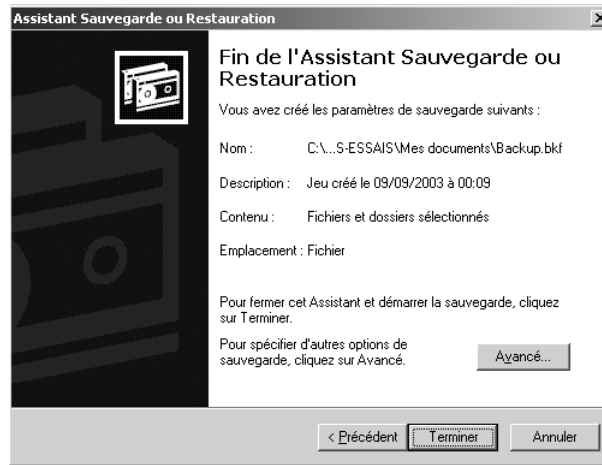 Assistant Sauvegarde ou Restauration
Fin de l'Assistant Sauvegarde ou
Restauration
Vous avez créé les paramètres de sauvegarde suivants :
Nom : C:\...S-ESSAIS\Mes documents\Backup.bkf
Description : Jeu créé le 09/09/2003 à 00:09
Contenu : Fichiers et dossiers sélectionnés
Emplacement : Fichier
Pour fermer cet Assistant et démarrer la sauvegarde, cliquez
sur Terminer.
Pour spécifier d'autres options de
sauvegarde, cliquez sur Avancé.
Avancé...
< Précédent Terminer Annuler